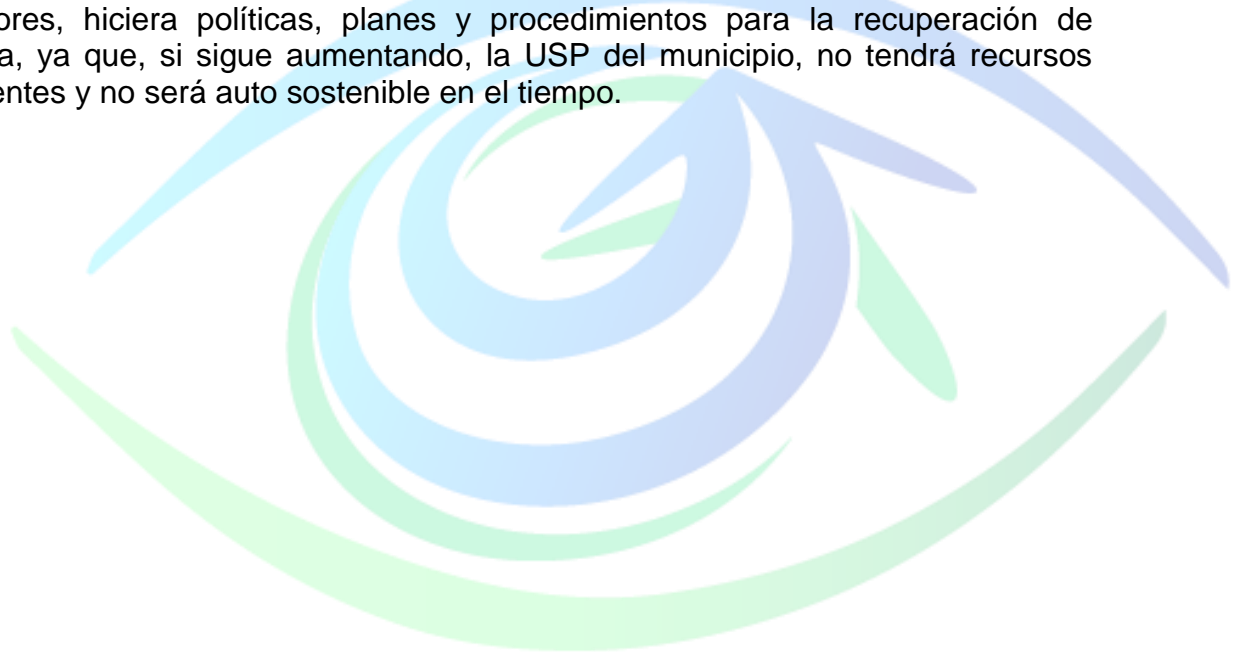 ores, hiciera políticas, planes y procedimientos para la recuperación de
a, ya que, si sigue aumentando, la USP del municipio, no tendrá recursos
entes y no será auto sostenible en el tiempo.